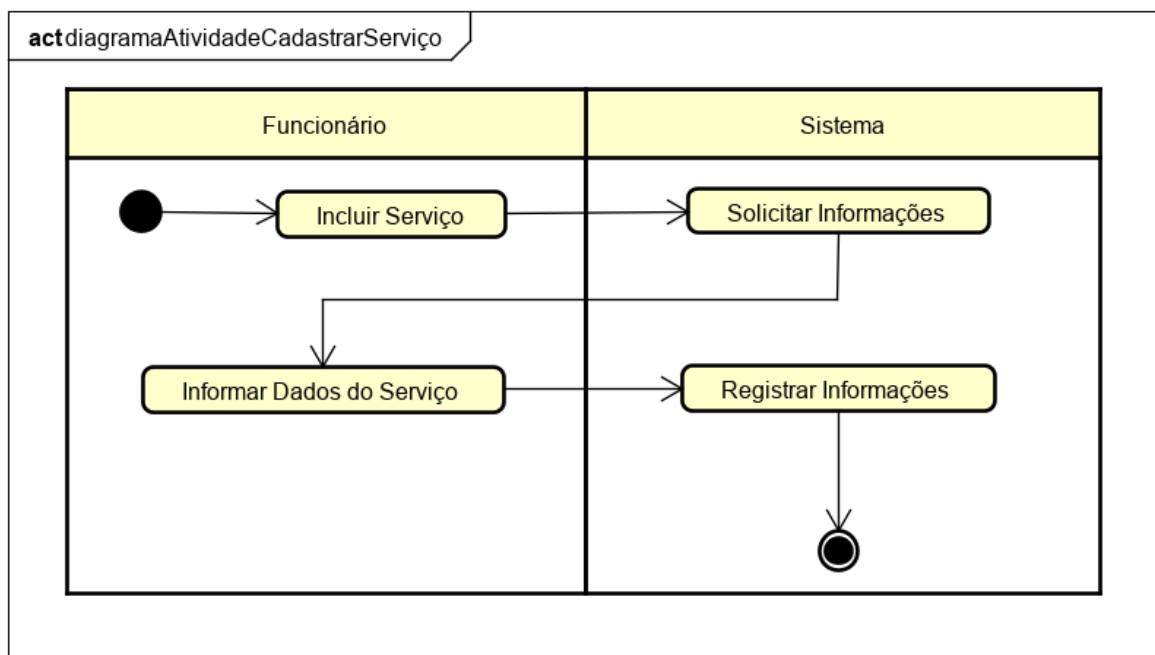 act diagramaAtividadeCadastrarServiço
Funcionário
Sistema
Incluir Serviço
Solicitar Informações
Informar Dados do Serviço
Registrar Informações